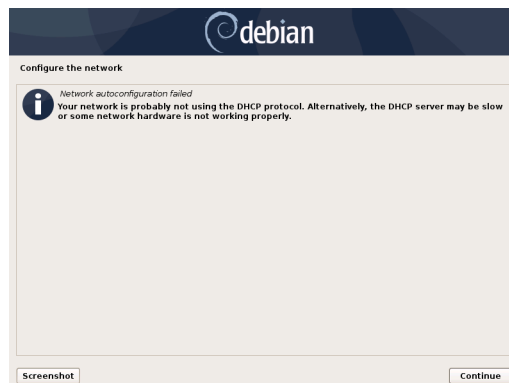 debian
Configure the network
Network autoconfiguration failed
Your network is probably not using the DHCP protocol. Alternatively, the DHCP server may be slow
or some network hardware is not working properly.
Screenshot
Continue